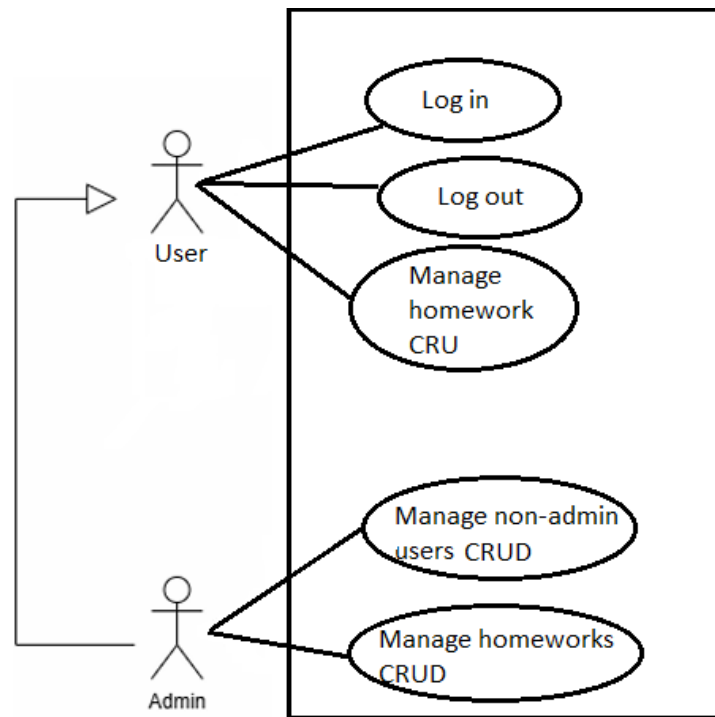 Log in
Log out
User
Manage
homework
CRU
Manage non-admin
users CRUD
Manage homeworks
CRUD
Admin